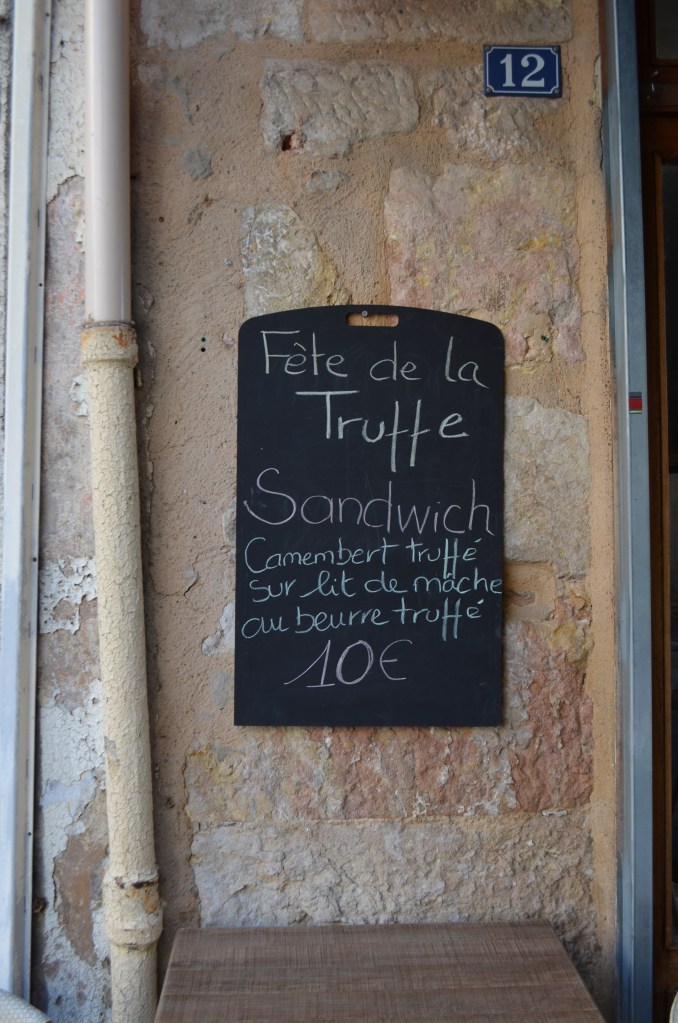 12
Fête de la
Truffe
Sandwich
Camembert truffé
sur lit de mâche
au beurre truffé
10€